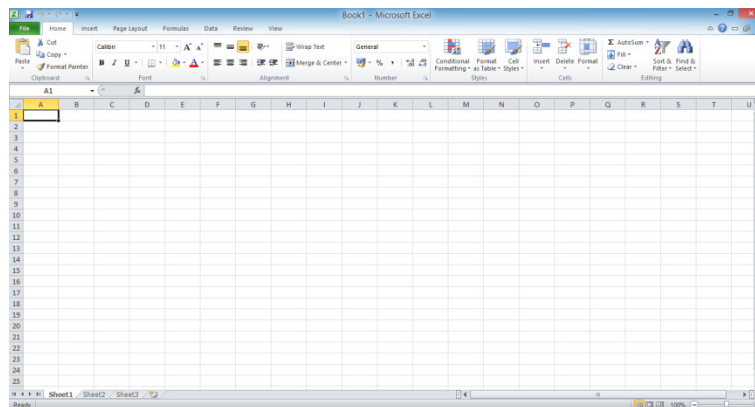 Book1 - Microsoft Excel
File Home Insert Page Layout Formulas Data Review View
Paste Cut Copy Format Painter
Calibri 11 A A B I U A
Wrap Text Merge & Center
General % ,
Conditional Formatting Format as Table Cell Styles
Insert Delete Format
Σ AutoSum Fill Clear Sort & Filter Find & Select
Clipboard Font Alignment Number Styles Cells Editing
A1 fx
A B C D E F G H I J K L M N O P Q R S T U
1
2
3
4
5
6
7
8
9
10
11
12
13
14
15
16
17
18
19
20
21
22
23
24
25
Sheet1 Sheet2 Sheet3
Ready 100%